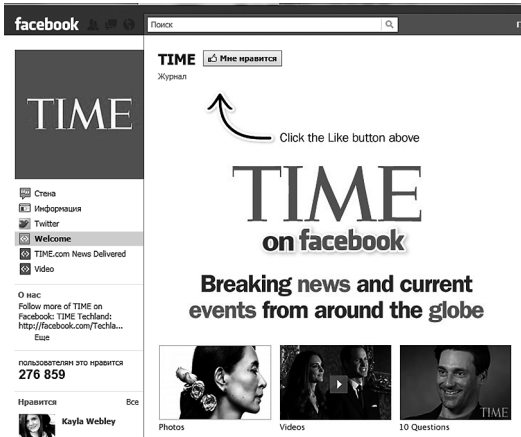 facebook
Поиск
TIME
TIME
Мне нравится
Журнал
Click the Like button above
TIME
on facebook
Breaking news and current
events from around the globe
Стена
Информация
Twitter
Welcome
TIME.com News Delivered
Video
О нас
Follow more of TIME on
Facebook: TIME Techland:
http://facebook.com/Techla...
Еще
пользователям это нравится
276 859
Нравится Все
Kayla Webley
TIME
Photos
Videos
10 Questions